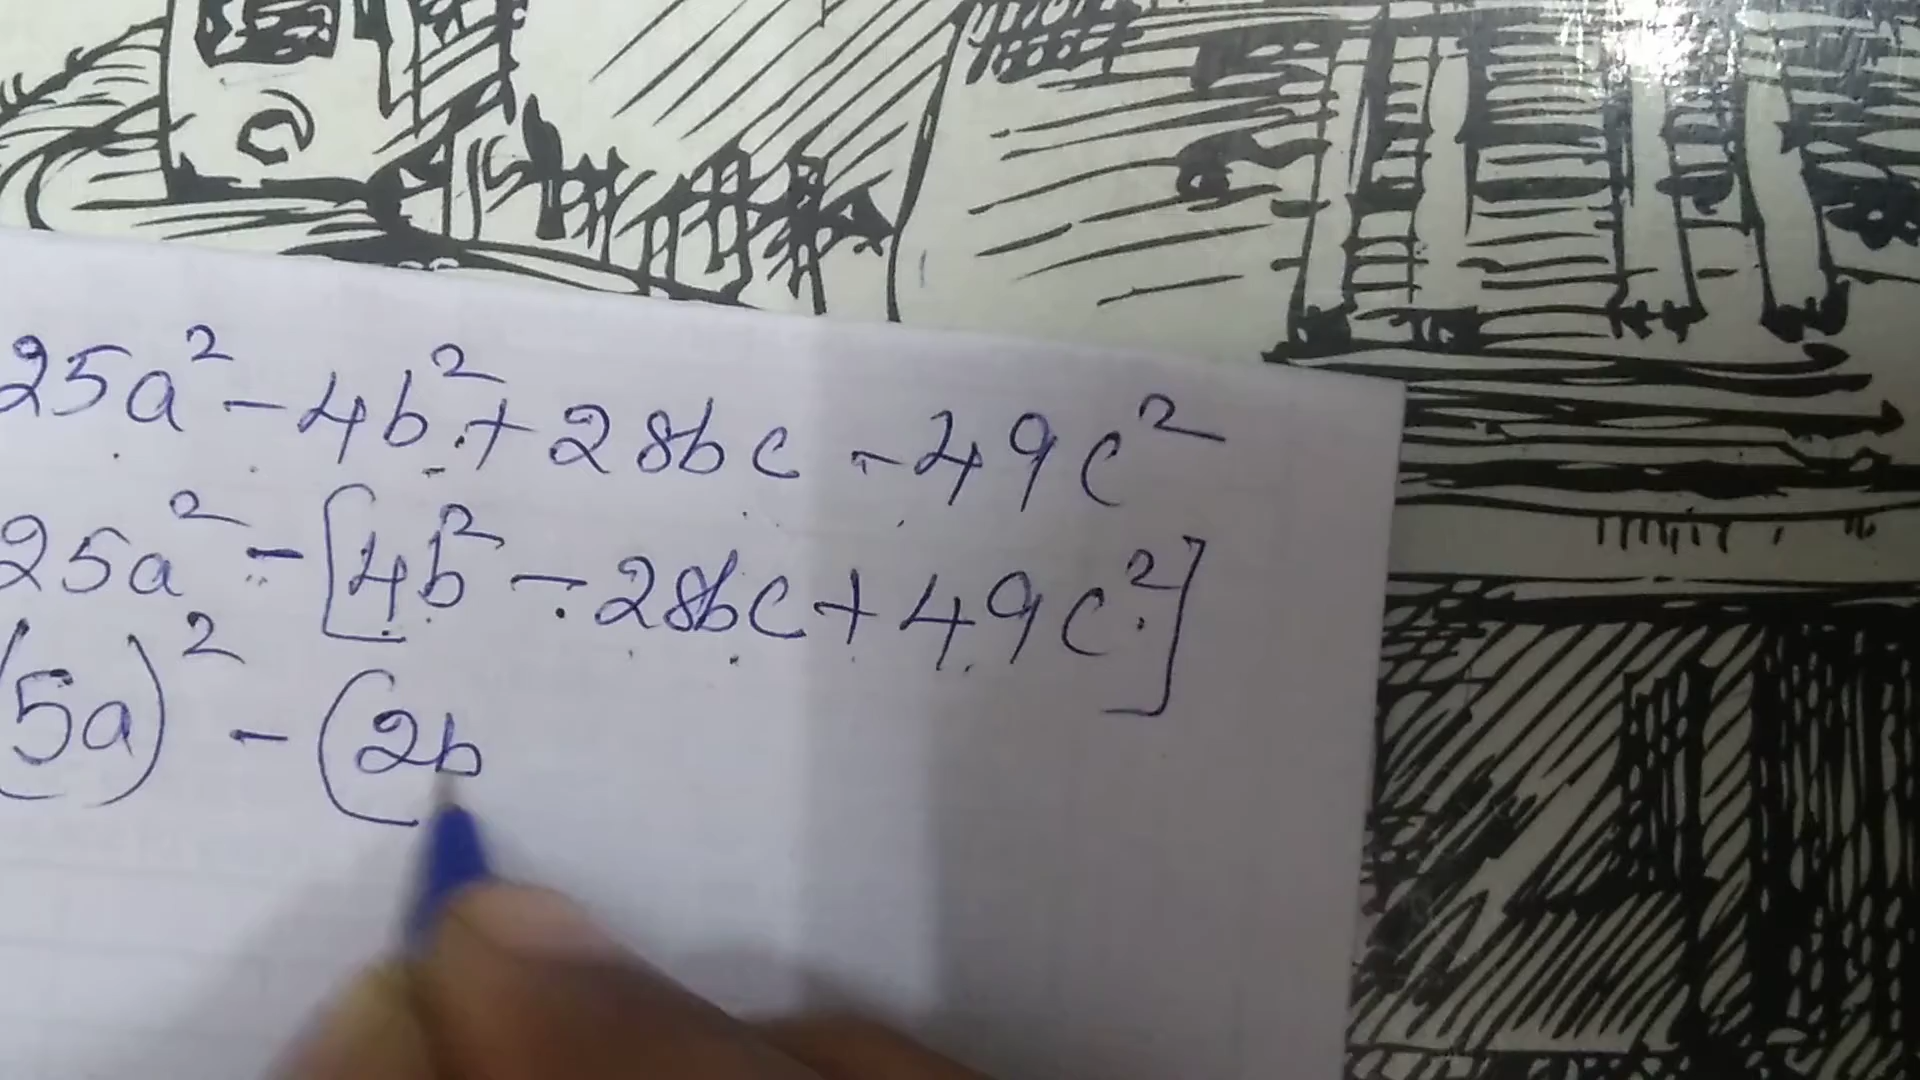 25a² - 4b² + 28bc - 49c²
25a² - [4b² - 28bc + 49c²]
(5a)² - (2b